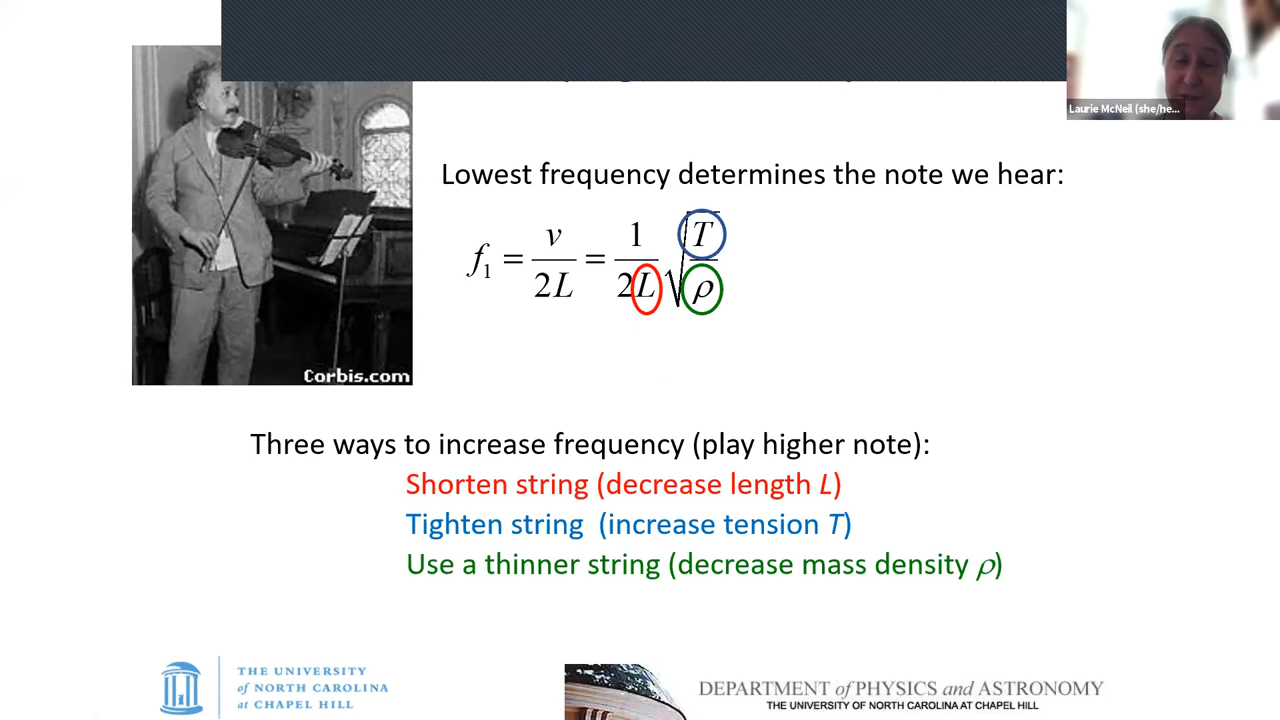 Laurie McNeil (she/he...
Lowest frequency determines the note we hear:
f₁ = v/2L = 1/2L √T/ρ
Corbis.com
Three ways to increase frequency (play higher note):
Shorten string (decrease length L)
Tighten string (increase tension T)
Use a thinner string (decrease mass density ρ)
THE UNIVERSITY
of NORTH CAROLINA
at CHAPEL HILL
DEPARTMENT of PHYSICS and ASTRONOMY
THE UNIVERSITY OF NORTH CAROLINA AT CHAPEL HILL